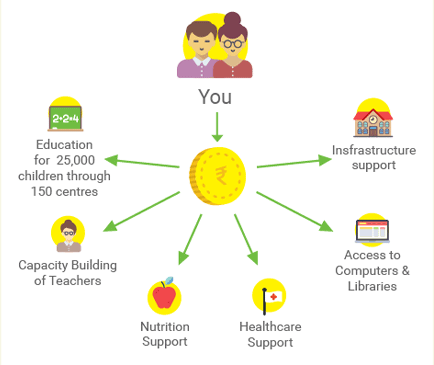 You
2+2=4
Education
for 25,000
children through
150 centres
Insfrastructure
support
₹
Capacity Building
of Teachers
Access to
Computers &
Libraries
Nutrition
Support
Healthcare
Support